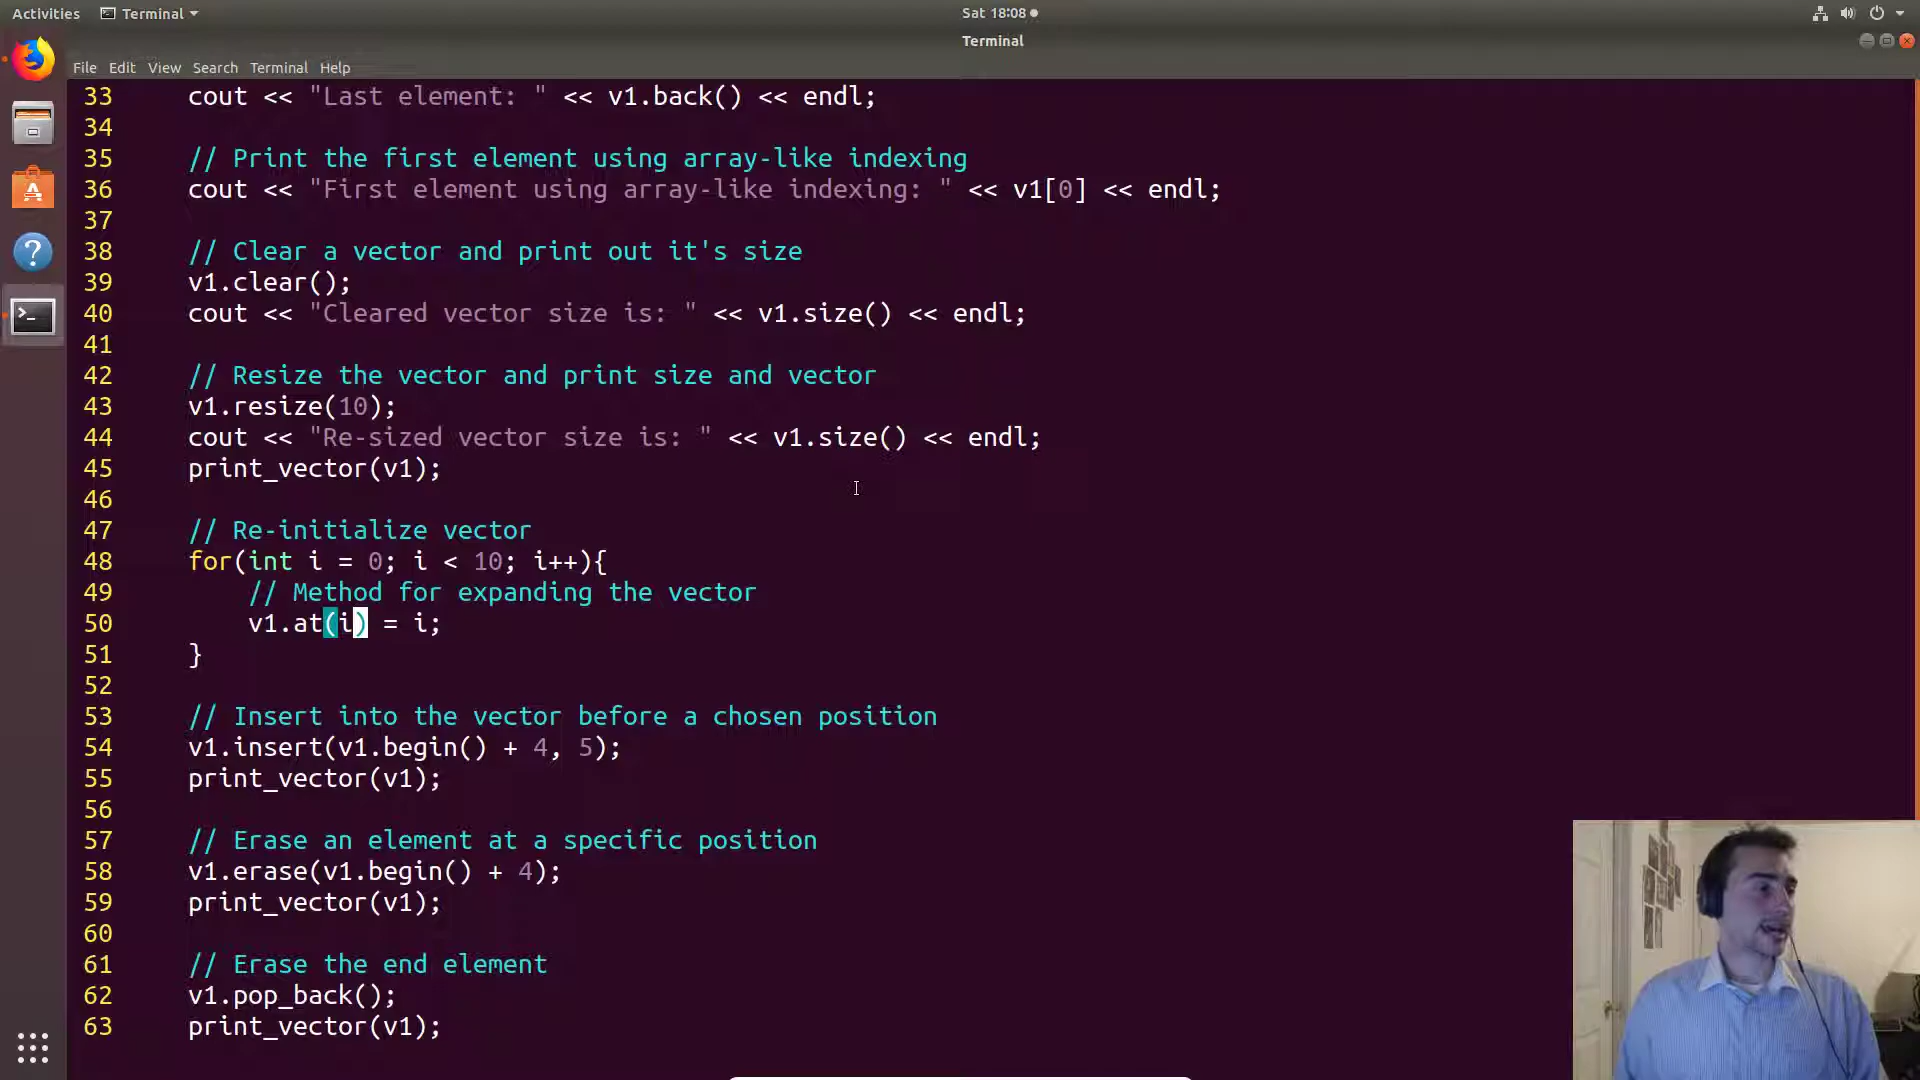 Activities Terminal Sat 18:08
Terminal
File Edit View Search Terminal Help
33 cout << "Last element: " << v1.back() << endl;
34
35 // Print the first element using array-like indexing
36 cout << "First element using array-like indexing: " << v1[0] << endl;
37
38 // Clear a vector and print out it's size
39 v1.clear();
40 cout << "Cleared vector size is: " << v1.size() << endl;
41
42 // Resize the vector and print size and vector
43 v1.resize(10);
44 cout << "Re-sized vector size is: " << v1.size() << endl;
45 print_vector(v1);
46
47 // Re-initialize vector
48 for(int i = 0; i < 10; i++){
49 // Method for expanding the vector
50 v1.at(i) = i;
51 }
52
53 // Insert into the vector before a chosen position
54 v1.insert(v1.begin() + 4, 5);
55 print_vector(v1);
56
57 // Erase an element at a specific position
58 v1.erase(v1.begin() + 4);
59 print_vector(v1);
60
61 // Erase the end element
62 v1.pop_back();
63 print_vector(v1);